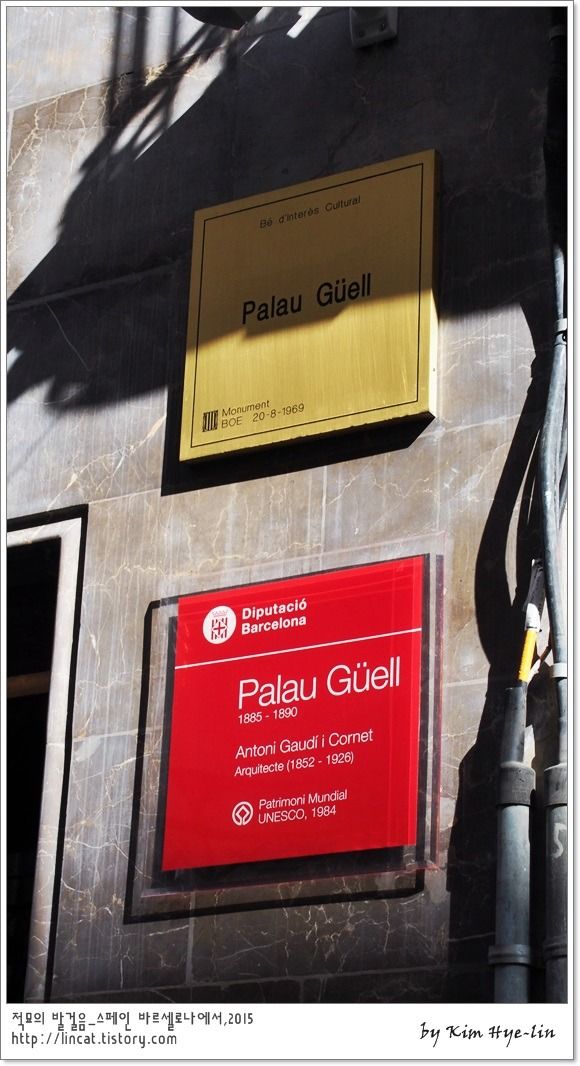 Bé d'Interès Cultural
Palau Güell
Monument
BOE 20-8-1969
Diputació
Barcelona
Palau Güell
1885 - 1890
Antoni Gaudí i Cornet
Arquitecte (1852 - 1926)
Patrimoni Mundial
UNESCO, 1984
5
적묘의 발걸음_스페인 바르셀로나에서,2015
http://lincat.tistory.com
by Kim Hye-lin